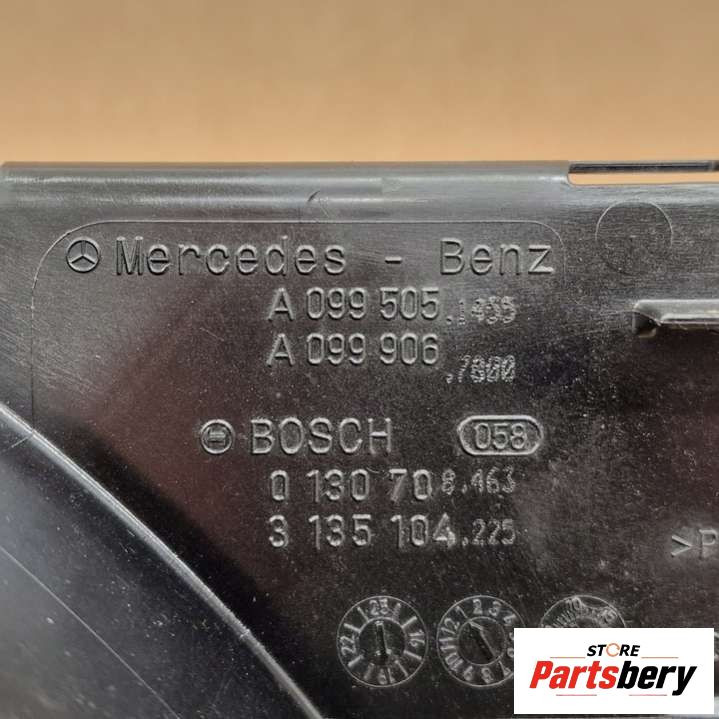 Mercedes - Benz
A 099 505.1455
A 099 906.7800
BOSCH 058
0 130 708.463
3 135 104.225
>P
STORE
Partsbery